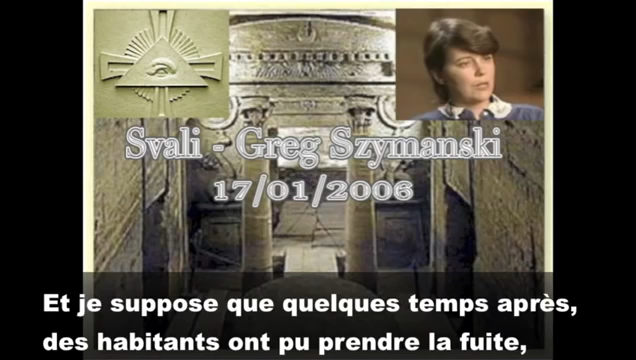 Svali - Greg Szymanski
17/01/2006
Et je suppose que quelques temps après,
des habitants ont pu prendre la fuite,